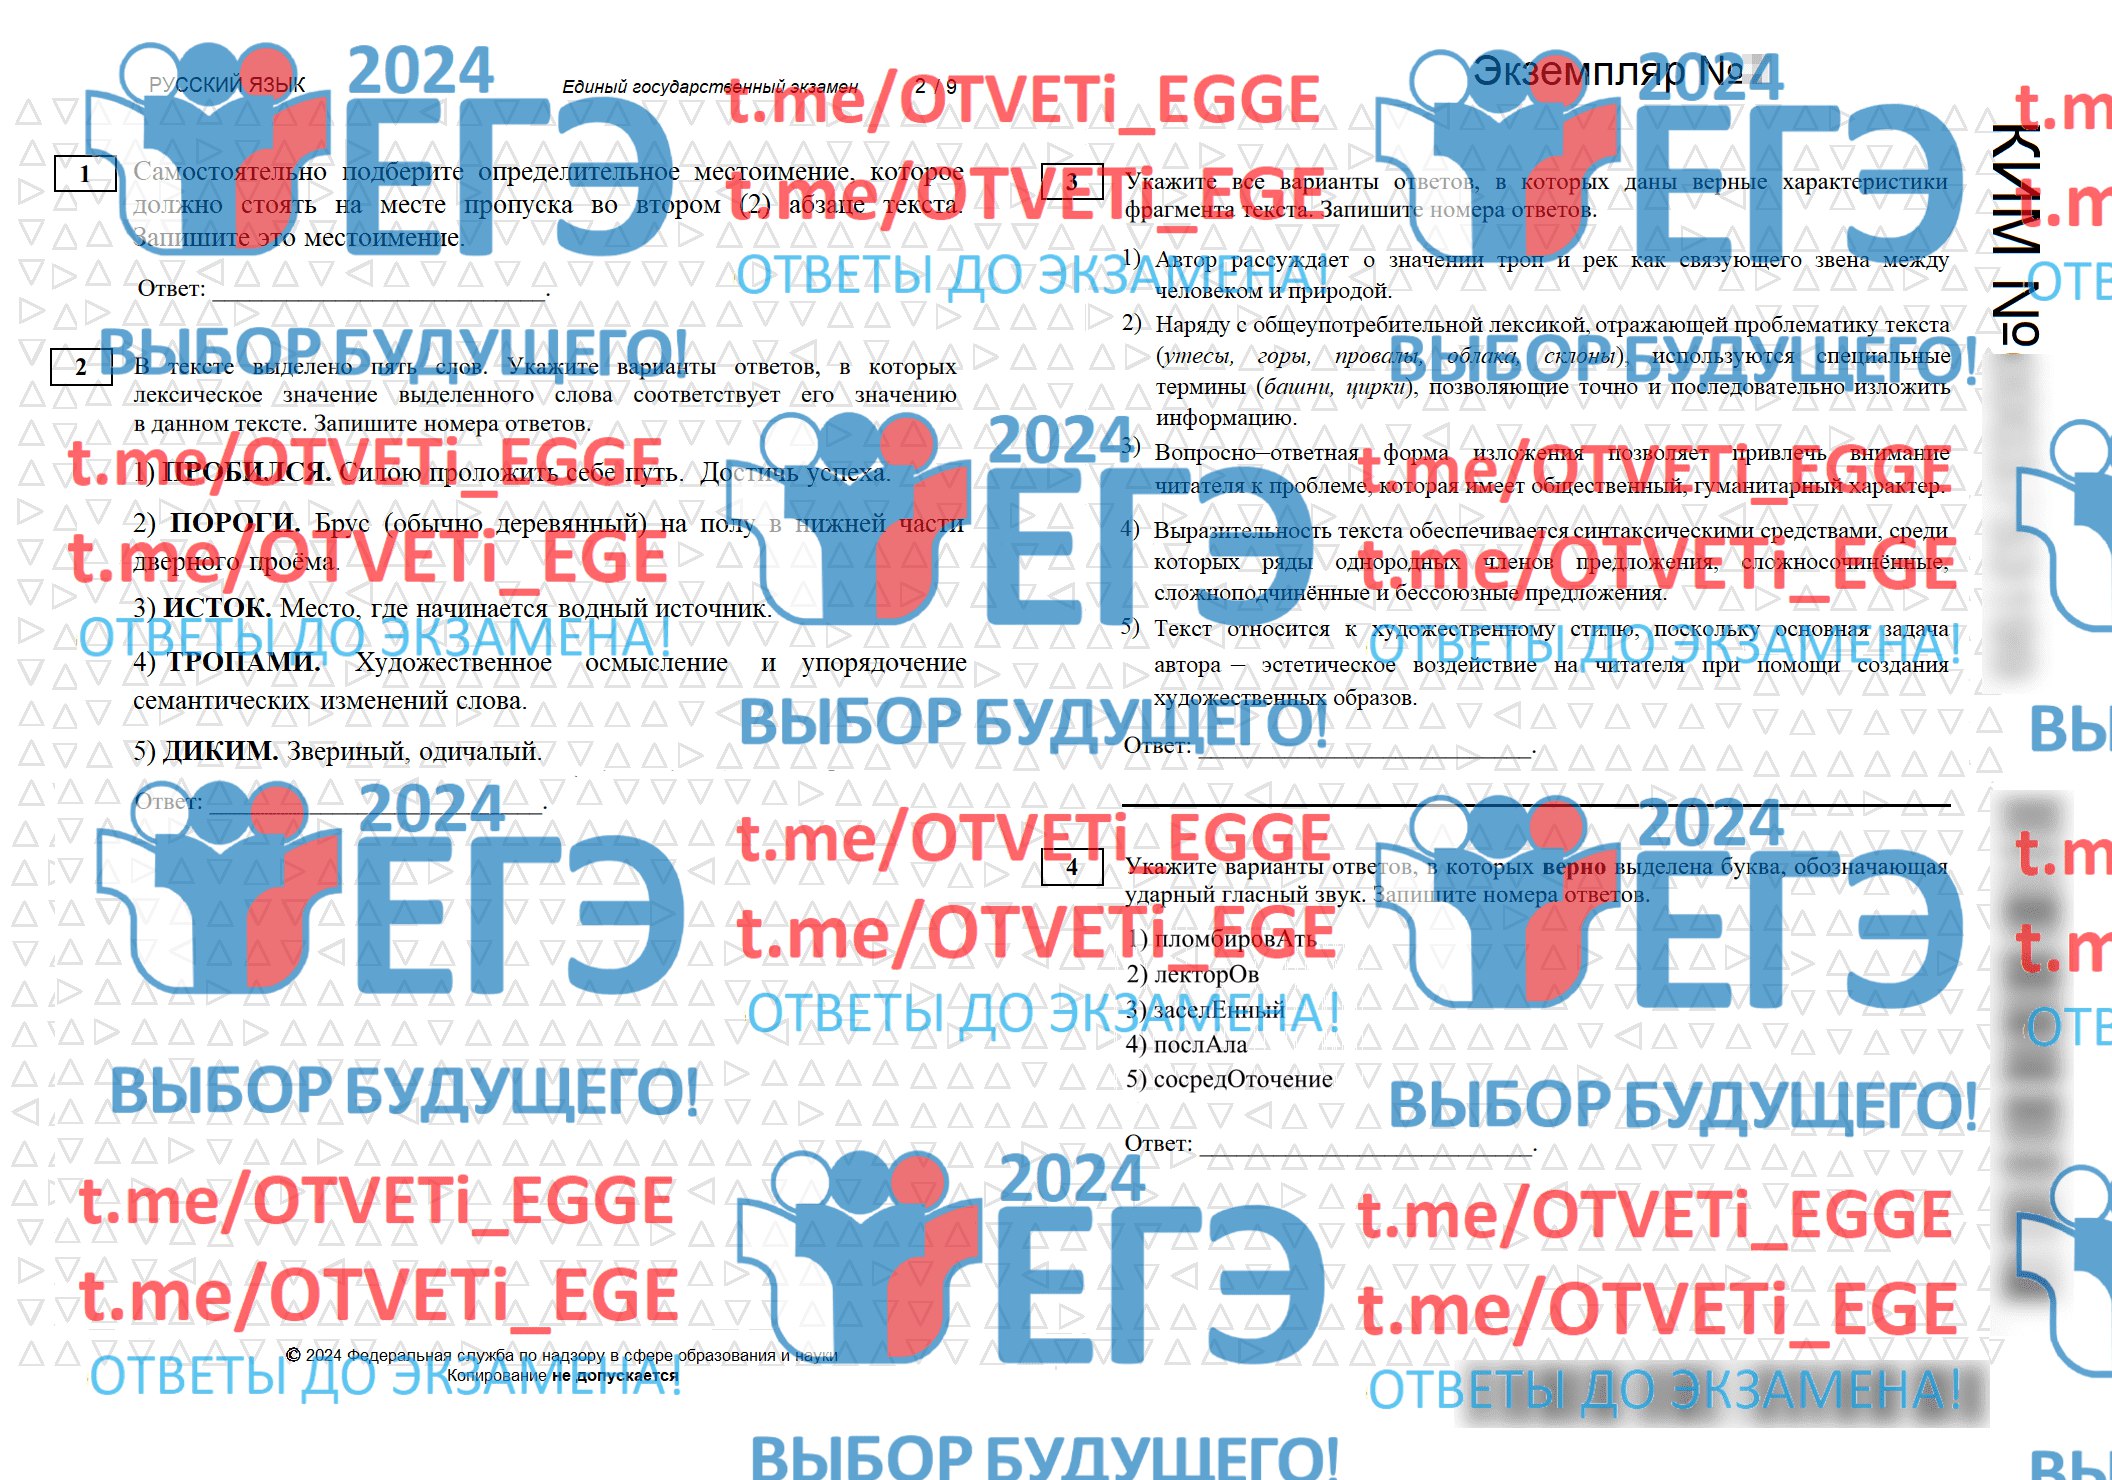 РУССКИЙ ЯЗЫК
Единый государственный экзамен 2 / 9
Экземпляр №
КИМ №
1
Самостоятельно подберите определительное местоимение, которое
должно стоять на месте пропуска во втором (2) абзаце текста.
Запишите это местоимение.
Ответ: ___________________________.
2
В тексте выделено пять слов. Укажите варианты ответов, в которых
лексическое значение выделенного слова соответствует его значению
в данном тексте. Запишите номера ответов.
1) ПРОБИЛСЯ. Силою проложить себе путь. Достичь успеха.
2) ПОРОГИ. Брус (обычно деревянный) на полу в нижней части
дверного проёма.
3) ИСТОК. Место, где начинается водный источник.
4) ТРОПАМИ. Художественное осмысление и упорядочение
семантических изменений слова.
5) ДИКИМ. Звериный, одичалый.
Ответ: ___________________________.
3
Укажите все варианты ответов, в которых даны верные характеристики
фрагмента текста. Запишите номера ответов.
1) Автор рассуждает о значении троп и рек как связующего звена между
человеком и природой.
2) Наряду с общеупотребительной лексикой, отражающей проблематику текста
(утесы, горы, провалы, облака, склоны), используются специальные
термины (башни, цирки), позволяющие точно и последовательно изложить
информацию.
3) Вопросно–ответная форма изложения позволяет привлечь внимание
читателя к проблеме, которая имеет общественный, гуманитарный характер.
4) Выразительность текста обеспечивается синтаксическими средствами, среди
которых ряды однородных членов предложения, сложносочинённые,
сложноподчинённые и бессоюзные предложения.
5) Текст относится к художественному стилю, поскольку основная задача
автора – эстетическое воздействие на читателя при помощи создания
художественных образов.
Ответ: ___________________________.
4
Укажите варианты ответов, в которых верно выделена буква, обозначающая
ударный гласный звук. Запишите номера ответов.
1) пломбировАть
2) лекторОв
3) заселЕнный
4) послАла
5) сосредОточение
Ответ: ___________________________.
© 2024 Федеральная служба по надзору в сфере образования и науки
Копирование не допускается
2024
ЕГЭ
ВЫБОР БУДУЩЕГО!
t.me/OTVETi_EGGE
t.me/OTVETi_EGE
ОТВЕТЫ ДО ЭКЗАМЕНА!
2024
ЕГЭ
ВЫБОР БУДУЩЕГО!
t.me/OTVETi_EGGE
t.me/OTVETi_EGE
ОТВЕТЫ ДО ЭКЗАМЕНА!
t.me/OTVETi_EGGE
t.me/OTVETi_EGE
ОТВЕТЫ ДО ЭКЗАМЕНА!
2024
ЕГЭ
ВЫБОР БУДУЩЕГО!
t.me/OTVETi_EGGE
t.me/OTVETi_EGE
ОТВЕТЫ ДО ЭКЗАМЕНА!
2024
ЕГЭ
ВЫБОР БУДУЩЕГО!
2024
ЕГЭ
ВЫБОР БУДУЩЕГО!
t.me/OTVETi_EGGE
t.me/OTVETi_EGE
ОТВЕТЫ ДО ЭКЗАМЕНА!
2024
ЕГЭ
ВЫБОР БУДУЩЕГО!
t.me/OTVETi_EGGE
t.me/OTVETi_EGE
ОТВЕТЫ ДО ЭКЗАМЕНА!